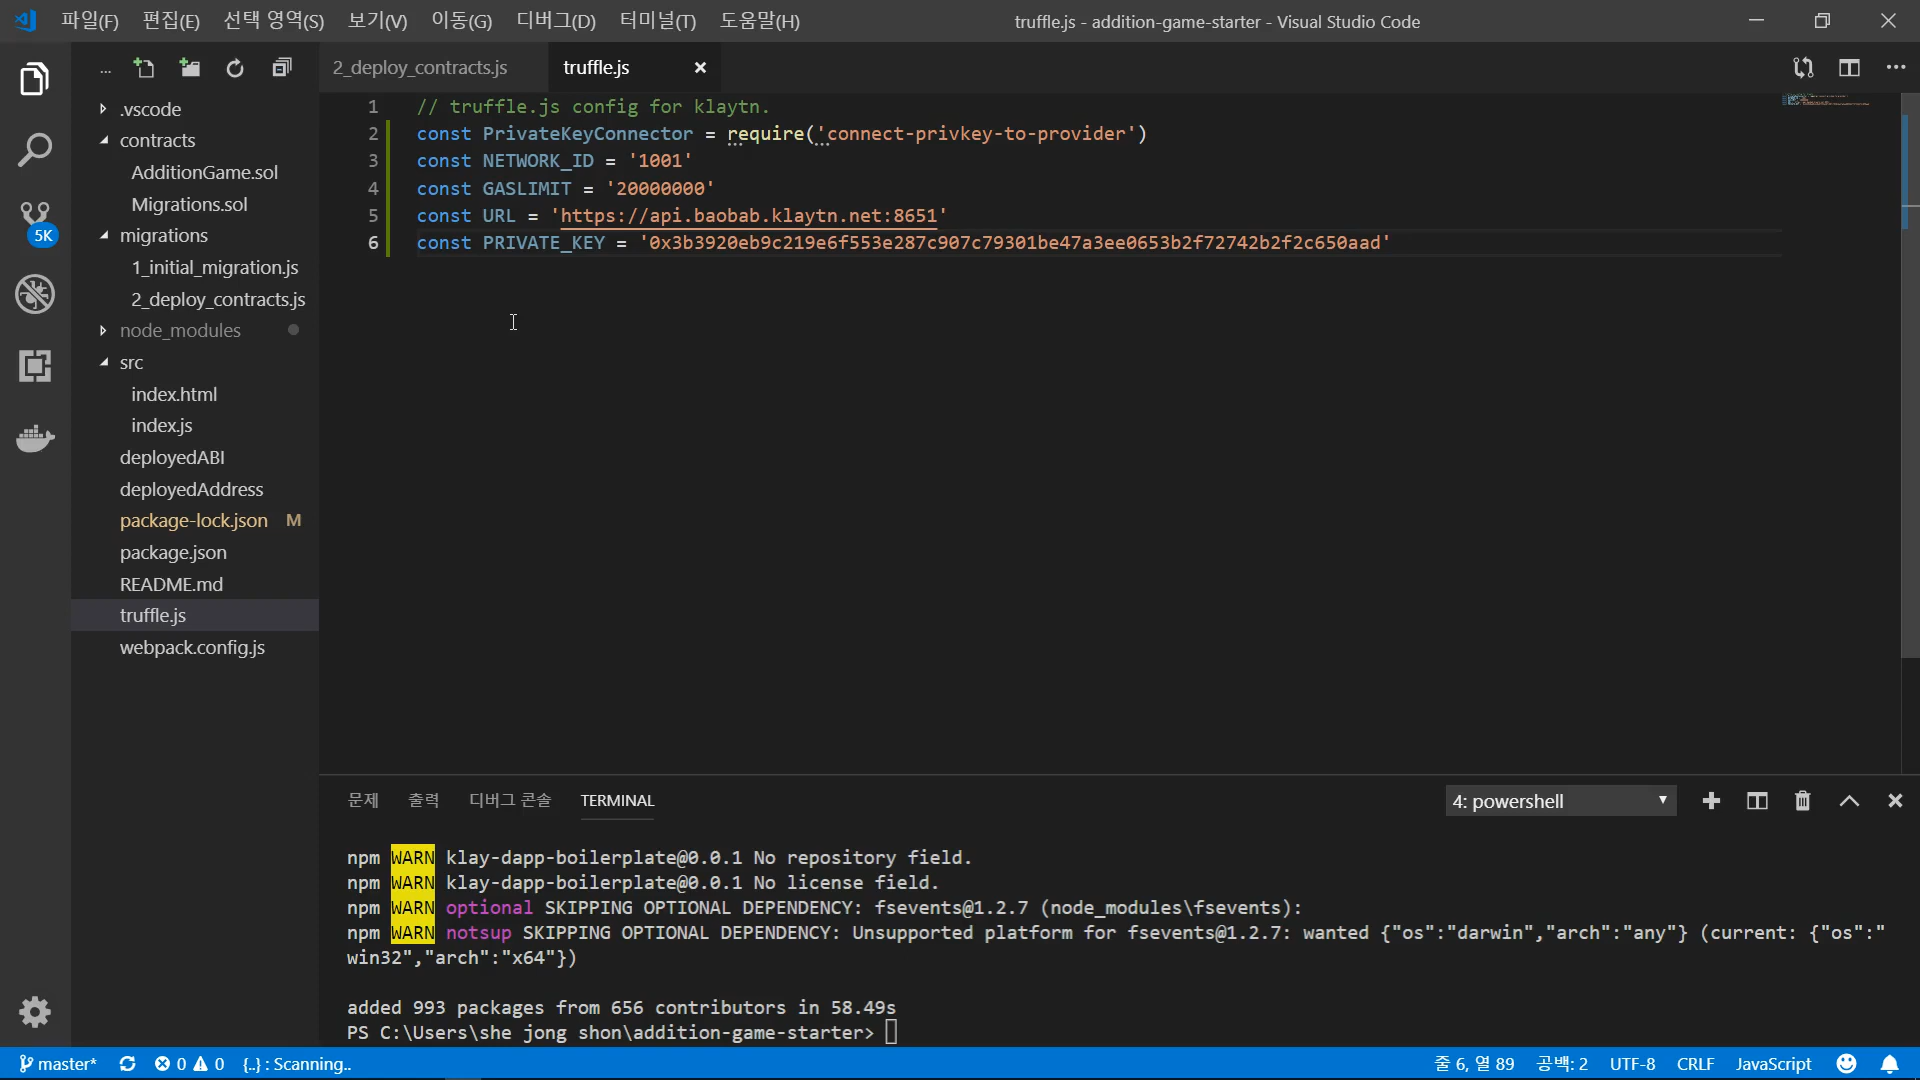 파일(F) 편집(E) 선택 영역(S) 보기(V) 이동(G) 디버그(D) 터미널(T) 도움말(H)
truffle.js - addition-game-starter - Visual Studio Code
2_deploy_contracts.js
truffle.js
.vscode
contracts
AdditionGame.sol
Migrations.sol
migrations
1_initial_migration.js
2_deploy_contracts.js
node_modules
src
index.html
index.js
deployedABI
deployedAddress
package-lock.json M
package.json
README.md
truffle.js
webpack.config.js
5K
1 // truffle.js config for klaytn.
2 const PrivateKeyConnector = require('connect-privkey-to-provider')
3 const NETWORK_ID = '1001'
4 const GASLIMIT = '20000000'
5 const URL = 'https://api.baobab.klaytn.net:8651'
6 const PRIVATE_KEY = '0x3b3920eb9c219e6f553e287c907c79301be47a3ee0653b2f72742b2f2c650aad'
문제 출력 디버그 콘솔 TERMINAL
4: powershell
npm WARN klay-dapp-boilerplate@0.0.1 No repository field.
npm WARN klay-dapp-boilerplate@0.0.1 No license field.
npm WARN optional SKIPPING OPTIONAL DEPENDENCY: fsevents@1.2.7 (node_modules\fsevents):
npm WARN notsup SKIPPING OPTIONAL DEPENDENCY: Unsupported platform for fsevents@1.2.7: wanted {"os":"darwin","arch":"any"} (current: {"os":"
win32","arch":"x64"})
added 993 packages from 656 contributors in 58.49s
PS C:\Users\she jong shon\addition-game-starter>
master* 0 0 {..} : Scanning..
줄 6, 열 89 공백: 2 UTF-8 CRLF JavaScript